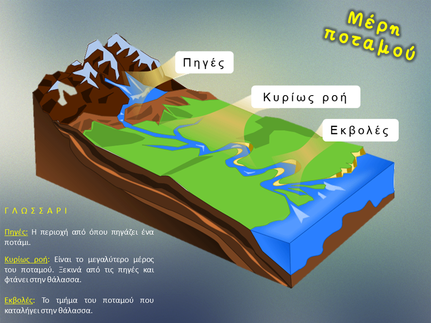 Μέρη
ποταμού
Πηγές
Κυρίως ροή
Εκβολές
ΓΛΩΣΣΑΡΙ
Πηγές: Η περιοχή από όπου πηγάζει ένα
ποτάμι.
Κυρίως ροή: Είναι το μεγαλύτερο μέρος
του ποταμού. Ξεκινά από τις πηγές και
φτάνει στην θάλασσα.
Εκβολές: Το τμήμα του ποταμού που
καταλήγει στην θάλασσα.